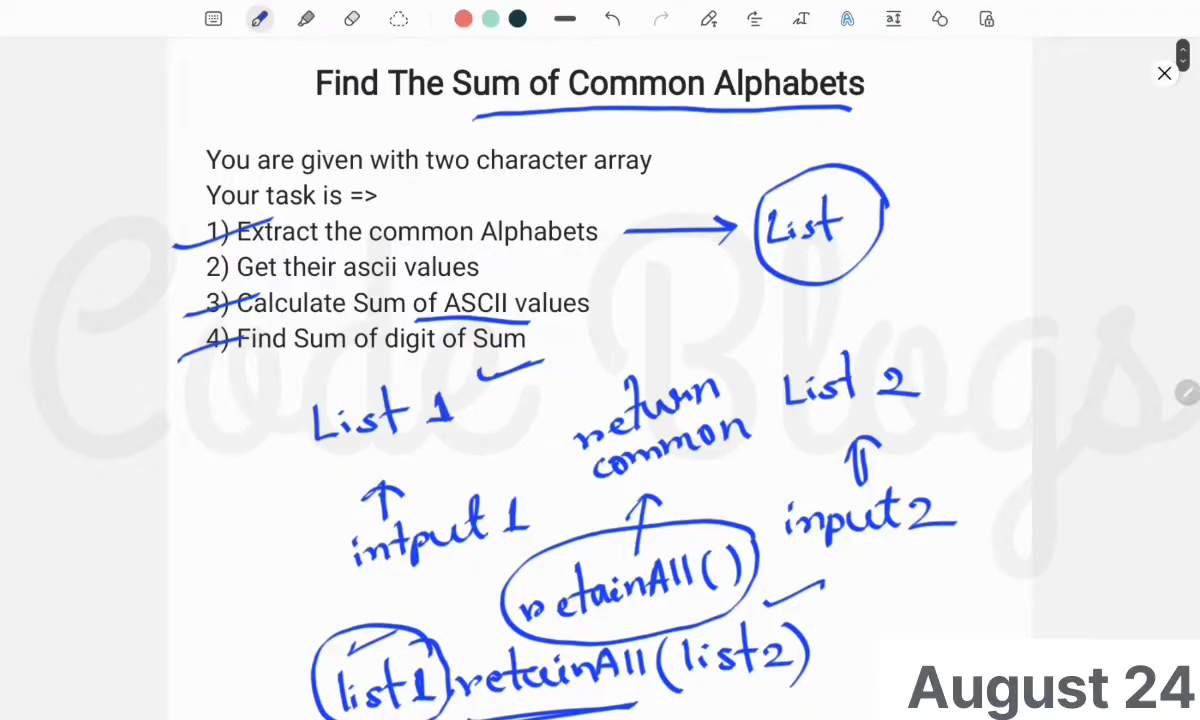 Find The Sum of Common Alphabets
You are given with two character array
Your task is =>
1) Extract the common Alphabets
List
2) Get their ascii values
3) Calculate Sum of ASCII values
4) Find Sum of digit of Sum
List 1
return
common
List 2
intput 1
input 2
retainAll()
list1).retainAll(list2)
Code Blogs
August 24